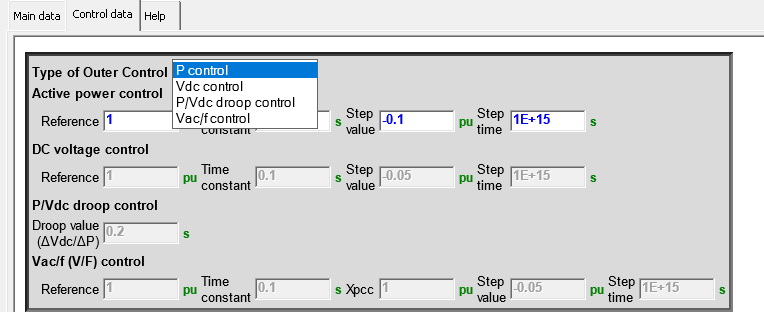 Main data Control data Help
Type of Outer Control P control
Vdc control
P/Vdc droop control
Vac/f control
Active power control
Reference 1 constant s Step value -0.1 pu Step time 1E+15 s
DC voltage control
Reference 1 pu Time constant 0.1 s Step value -0.05 pu Step time 1E+15 s
P/Vdc droop control
Droop value (ΔVdc/ΔP) 0.2 s
Vac/f (V/F) control
Reference 1 pu Time constant 0.1 s Xpcc 1 pu Step value -0.05 pu Step time 1E+15 s